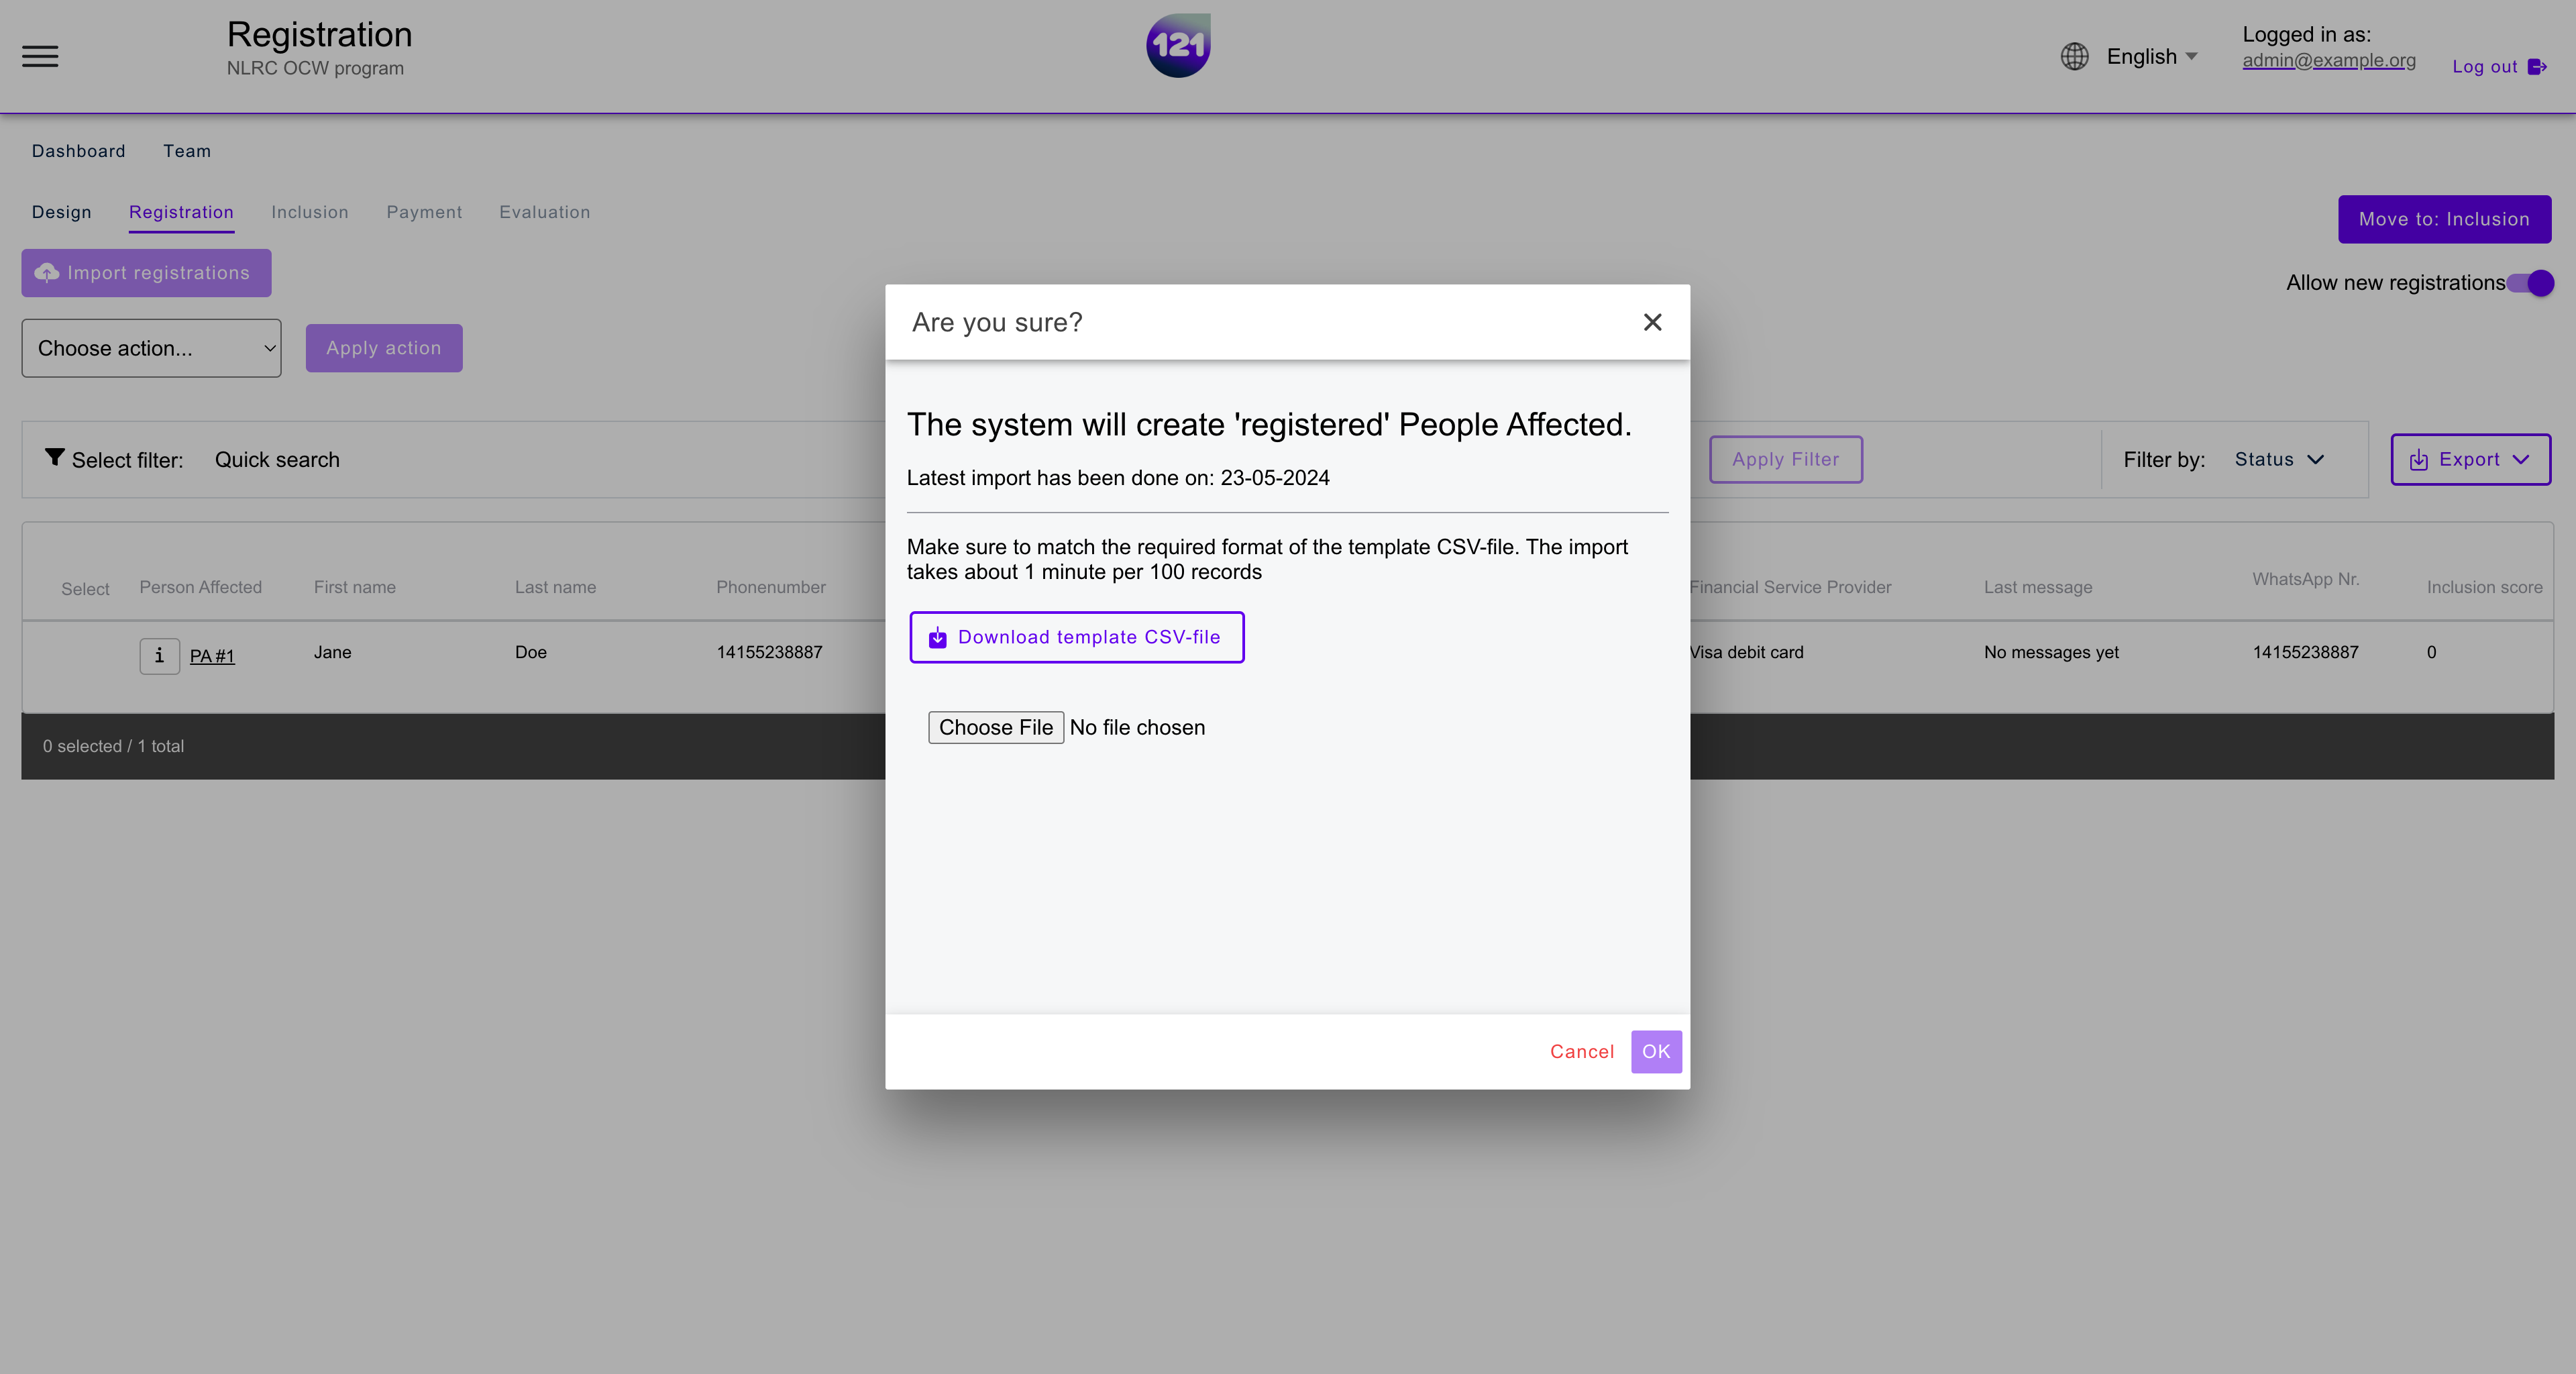 Registration
NLRC OCW program
121
English
Logged in as:
admin@example.org
Log out
Dashboard Team
Design Registration Inclusion Payment Evaluation
Move to: Inclusion
Import registrations
Allow new registrations
Choose action...
Apply action
Select filter: Quick search
Apply Filter
Filter by: Status
Export
Select Person Affected First name Last name Phonenumber Financial Service Provider Last message WhatsApp Nr. Inclusion score
i PA #1 Jane Doe 14155238887 Visa debit card No messages yet 14155238887 0
0 selected / 1 total
Are you sure?
The system will create 'registered' People Affected.
Latest import has been done on: 23-05-2024
Make sure to match the required format of the template CSV-file. The import
takes about 1 minute per 100 records
Download template CSV-file
Choose File No file chosen
Cancel OK